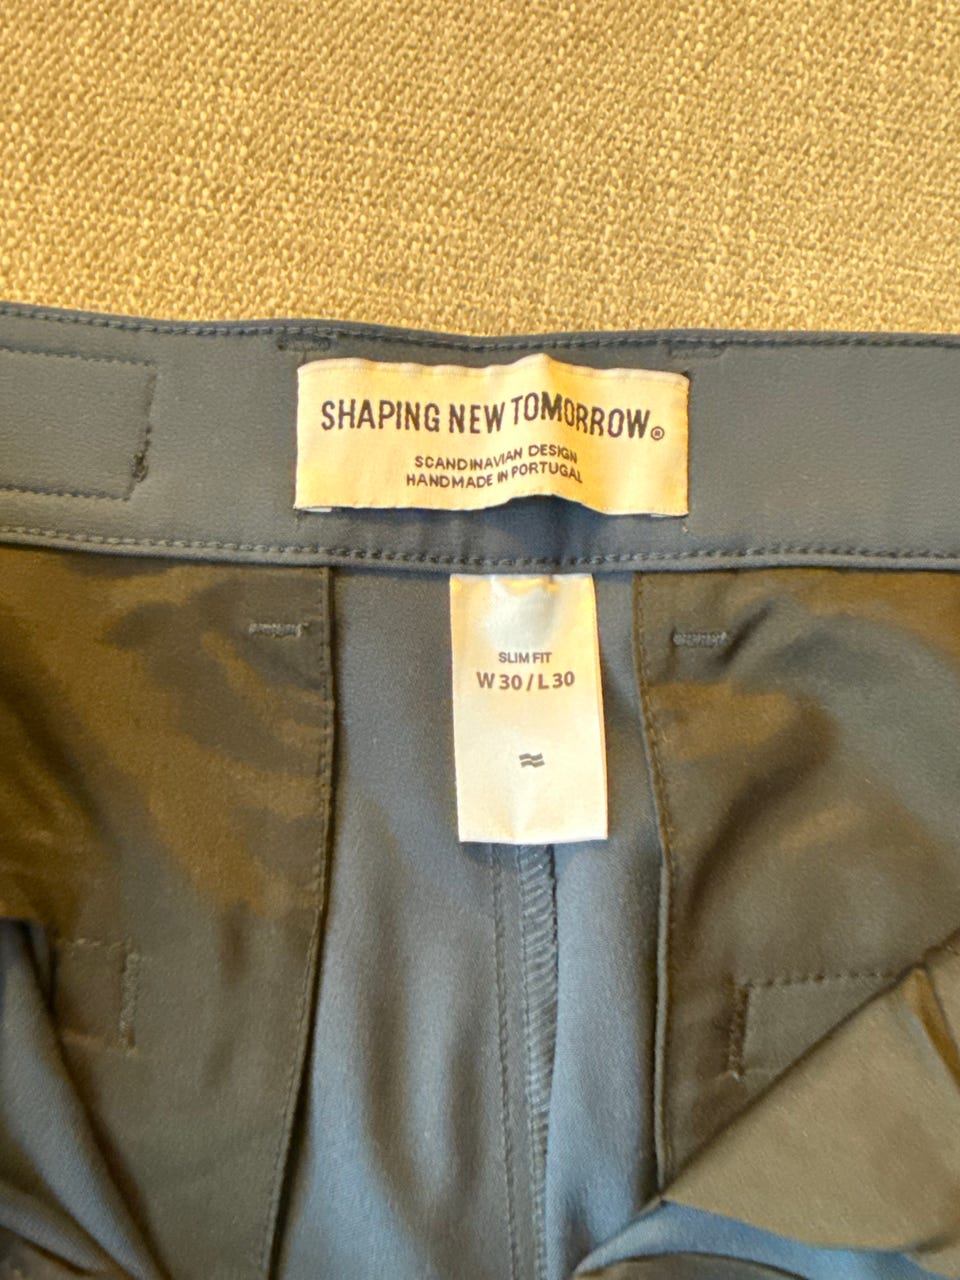 SHAPING NEW TOMORROW®
SCANDINAVIAN DESIGN
HANDMADE IN PORTUGAL
SLIM FIT
W 30 / L 30